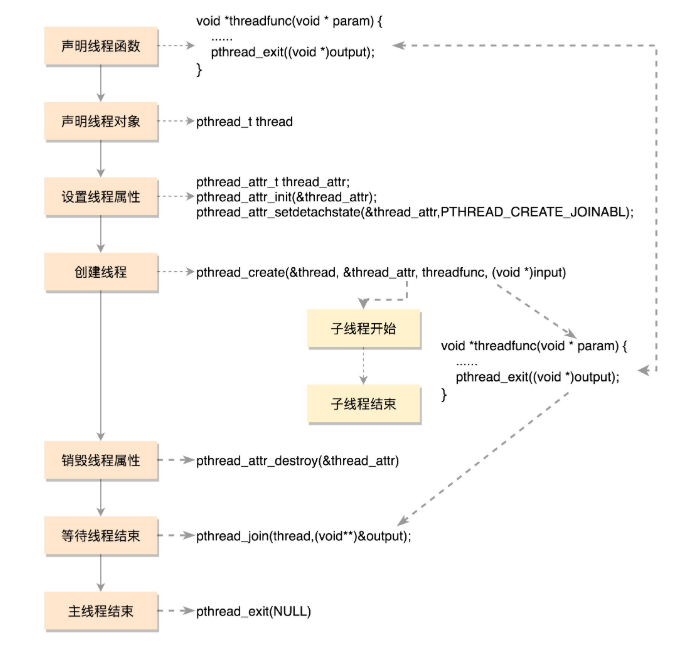 void *threadfunc(void * param) {
声明线程函数
......
pthread_exit((void *)output);
}
声明线程对象
pthread_t thread
设置线程属性
pthread_attr_t thread_attr;
pthread_attr_init(&thread_attr);
pthread_attr_setdetachstate(&thread_attr,PTHREAD_CREATE_JOINABL);
创建线程
pthread_create(&thread, &thread_attr, threadfunc, (void *)input)
子线程开始
子线程结束
void *threadfunc(void * param) {
......
pthread_exit((void *)output);
}
销毁线程属性
pthread_attr_destroy(&thread_attr)
等待线程结束
pthread_join(thread,(void**)&output);
主线程结束
pthread_exit(NULL)